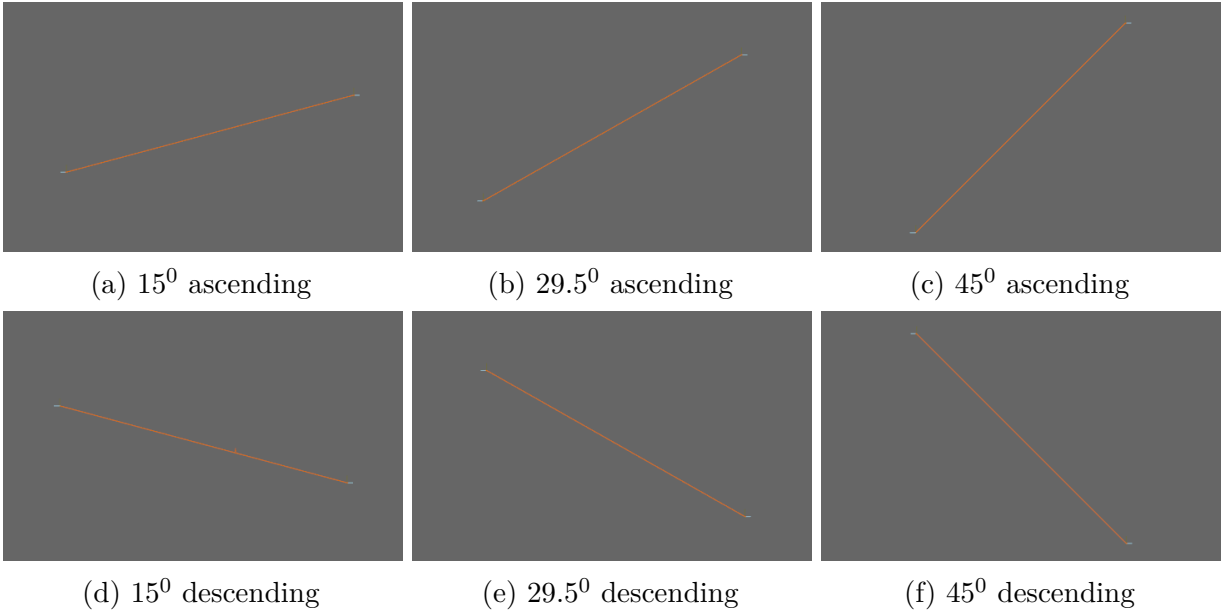 (a) 15⁰ ascending
(b) 29.5⁰ ascending
(c) 45⁰ ascending
(d) 15⁰ descending
(e) 29.5⁰ descending
(f) 45⁰ descending